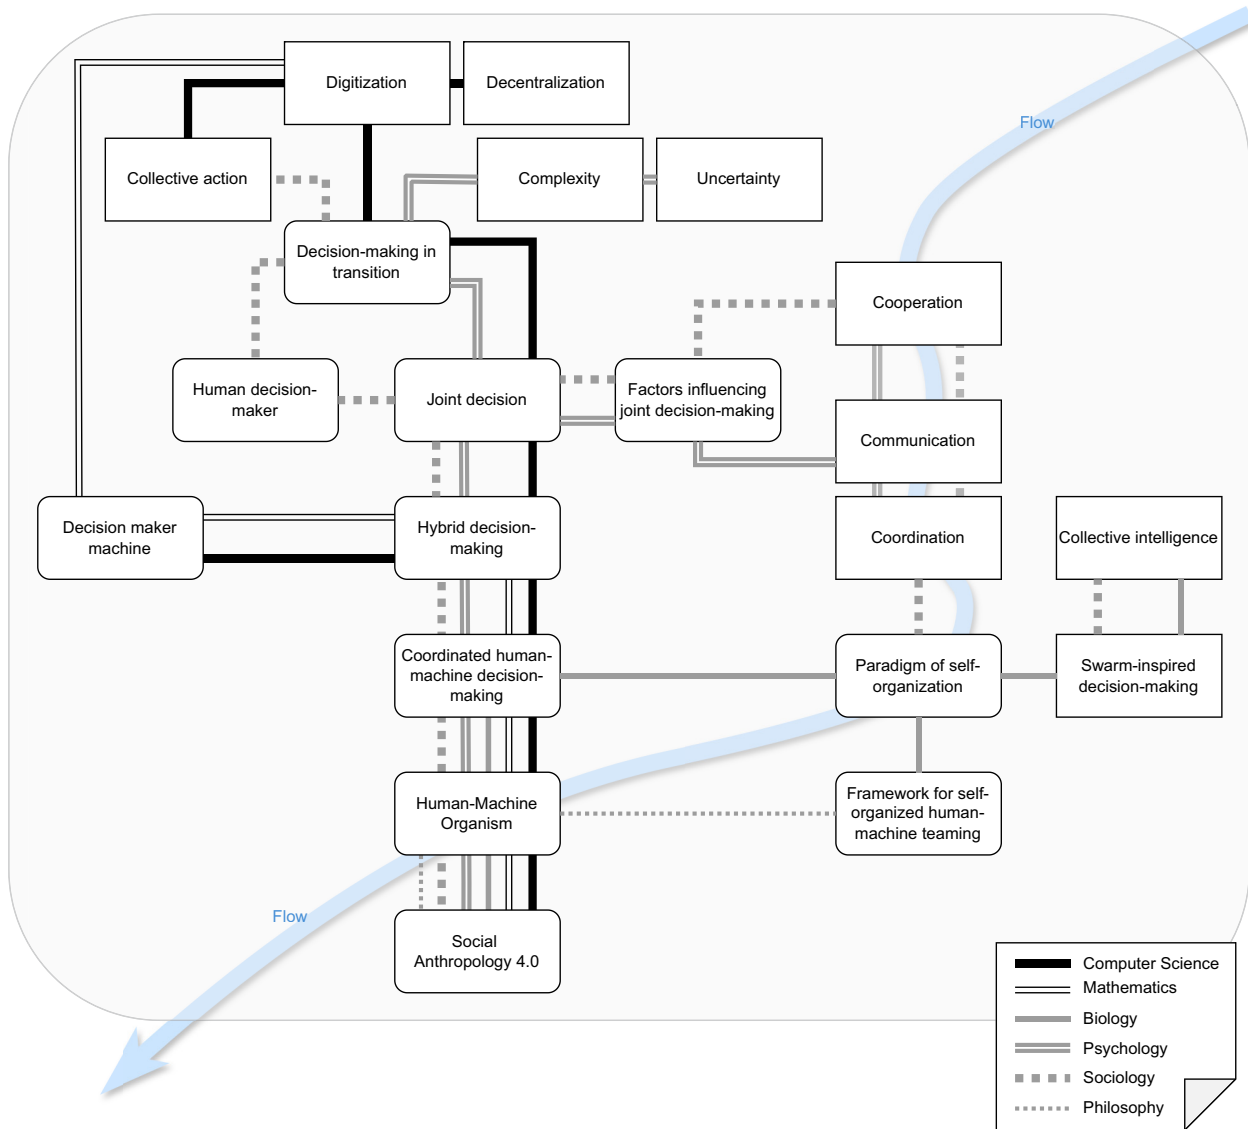 Digitization
Decentralization
Flow
Collective action
Complexity
Uncertainty
Decision-making in
transition
Cooperation
Human decision-
maker
Joint decision
Factors influencing
joint decision-making
Communication
Decision maker
machine
Hybrid decision-
making
Coordination
Collective intelligence
Coordinated human-
machine decision-
making
Paradigm of self-
organization
Swarm-inspired
decision-making
Human-Machine
Organism
Framework for self-
organized human-
machine teaming
Flow
Social
Anthropology 4.0
Computer Science
Mathematics
Biology
Psychology
Sociology
Philosophy